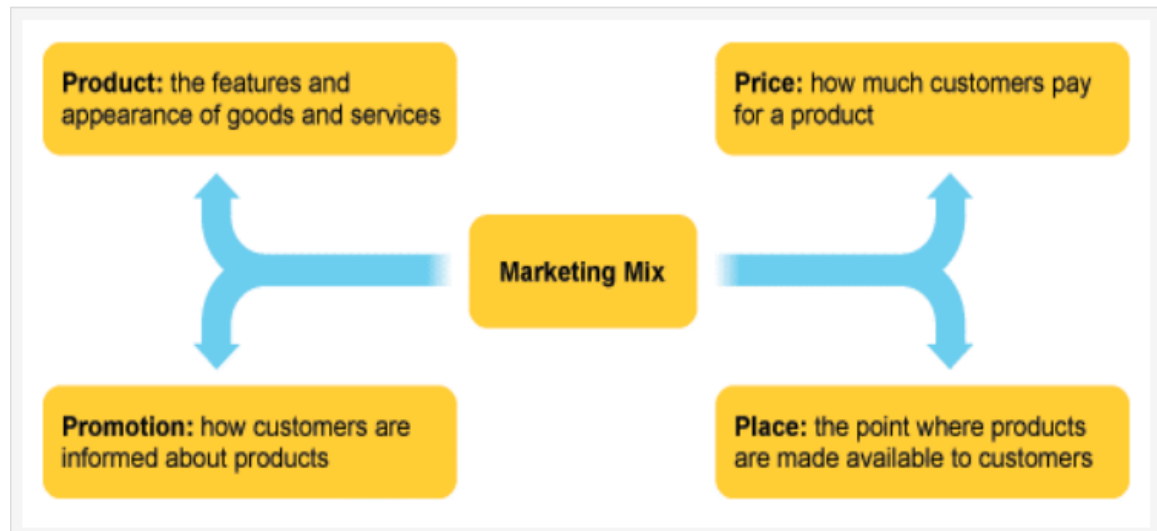 Product: the features and
appearance of goods and services
Price: how much customers pay
for a product
Marketing Mix
Promotion: how customers are
informed about products
Place: the point where products
are made available to customers